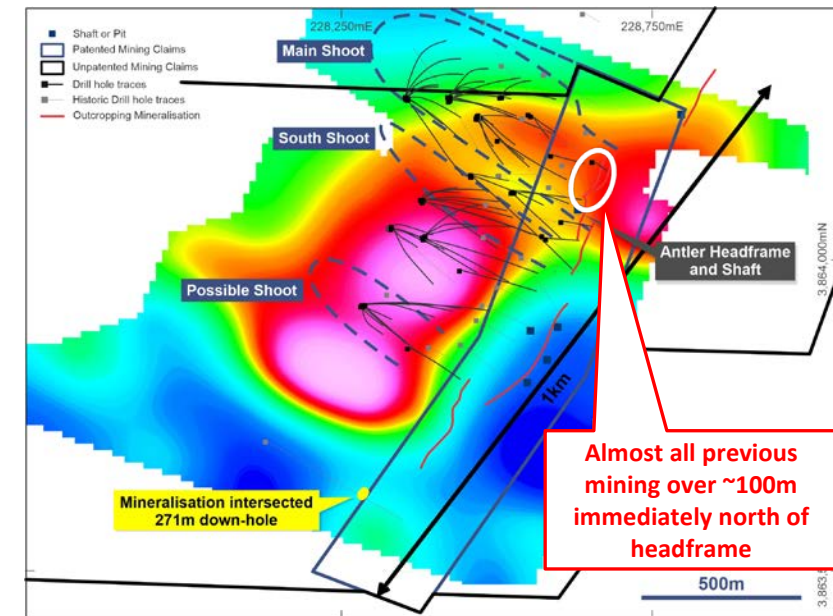 228,250mE
228,750mE
Shaft or Pit
Patented Mining Claims
Unpatented Mining Claims
Drill hole traces
Historic Drill hole traces
Outcropping Mineralisation
Main Shoot
South Shoot
Possible Shoot
Antler Headframe
and Shaft
3,864,000mN
1km
Mineralisation intersected
271m down-hole
Almost all previous
mining over ~100m
immediately north of
headframe
500m